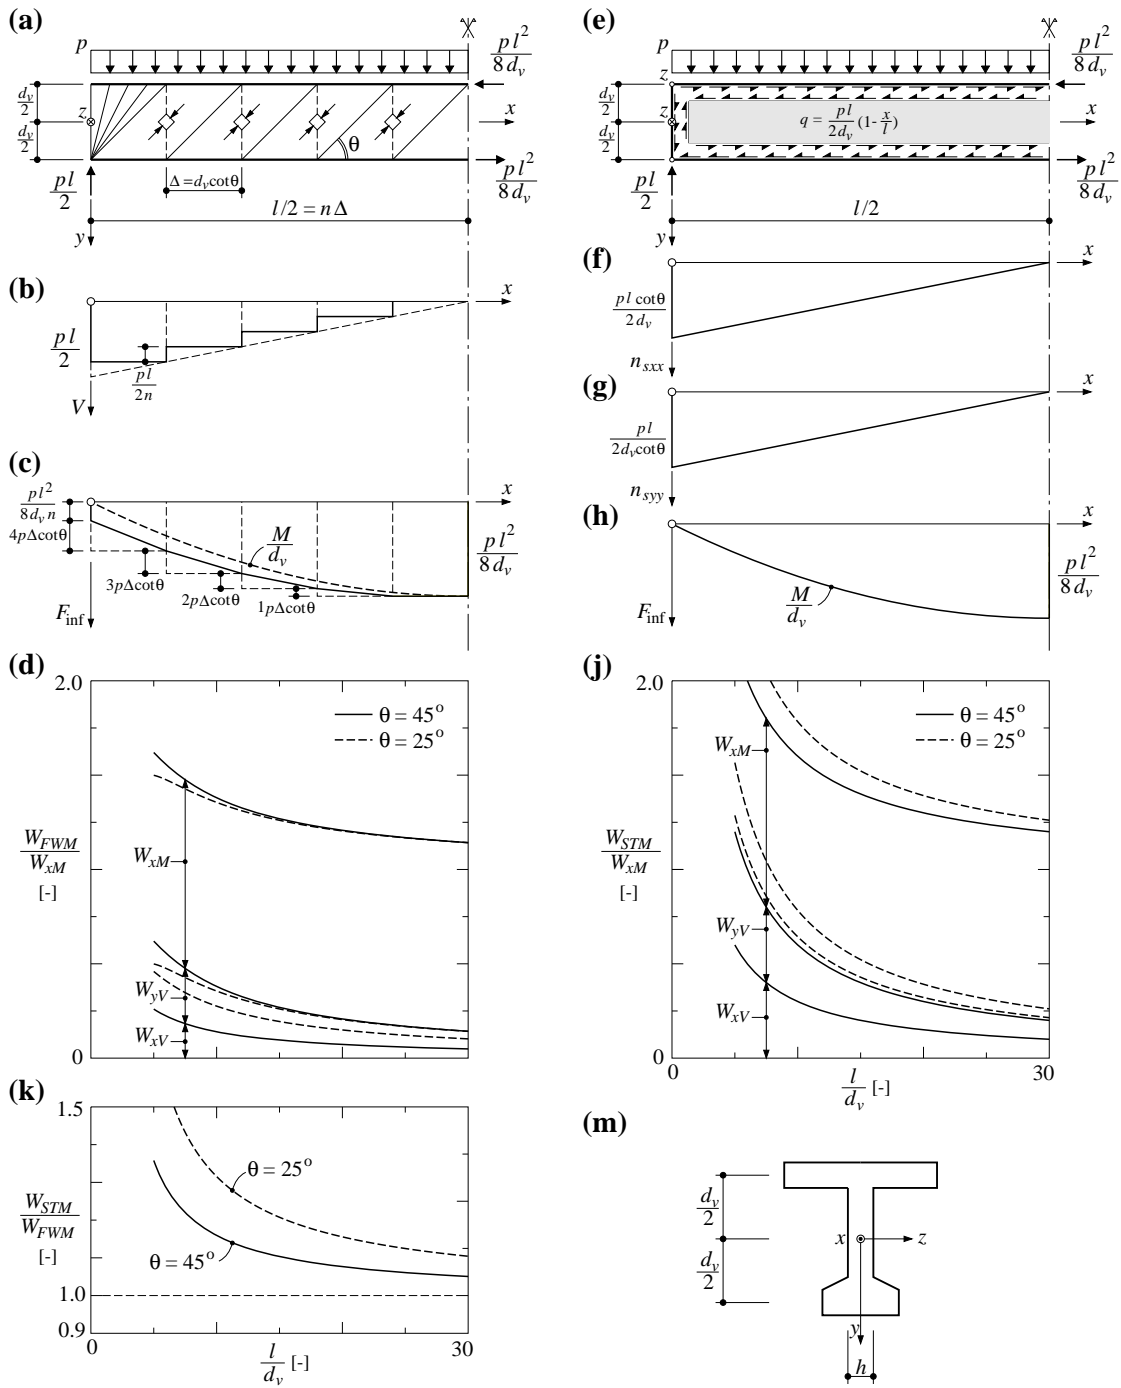 (a)
p
pl²/8d_v
d_v/2
z
x
d_v/2
θ
pl²/8d_v
pl/2
Δ = d_v cotθ
l/2 = nΔ
y
(b)
x
pl/2
pl/2n
V
(c)
x
pl²/8d_v n
4pΔcotθ
M/d_v
pl²/8d_v
3pΔcotθ
2pΔcotθ
1pΔcotθ
F_inf
(d)
2.0
θ = 45°
θ = 25°
W_FWM/W_xM
[-]
W_xM
W_yV
W_xV
0
(k)
1.5
θ = 25°
W_STM/W_FWM
[-]
θ = 45°
1.0
0.9
0
l/d_v [-]
30
(e)
p
pl²/8d_v
z
d_v/2
z
q = pl/2d_v (1-x/l)
x
d_v/2
pl²/8d_v
pl/2
l/2
y
(f)
x
pl cotθ/2d_v
n_sxx
(g)
x
pl/2d_v cotθ
n_syy
(h)
x
pl²/8d_v
M/d_v
F_inf
(j)
2.0
θ = 45°
θ = 25°
W_xM
W_STM/W_xM
[-]
W_yV
W_xV
0
l/d_v [-]
30
(m)
d_v/2
x
z
d_v/2
y
h